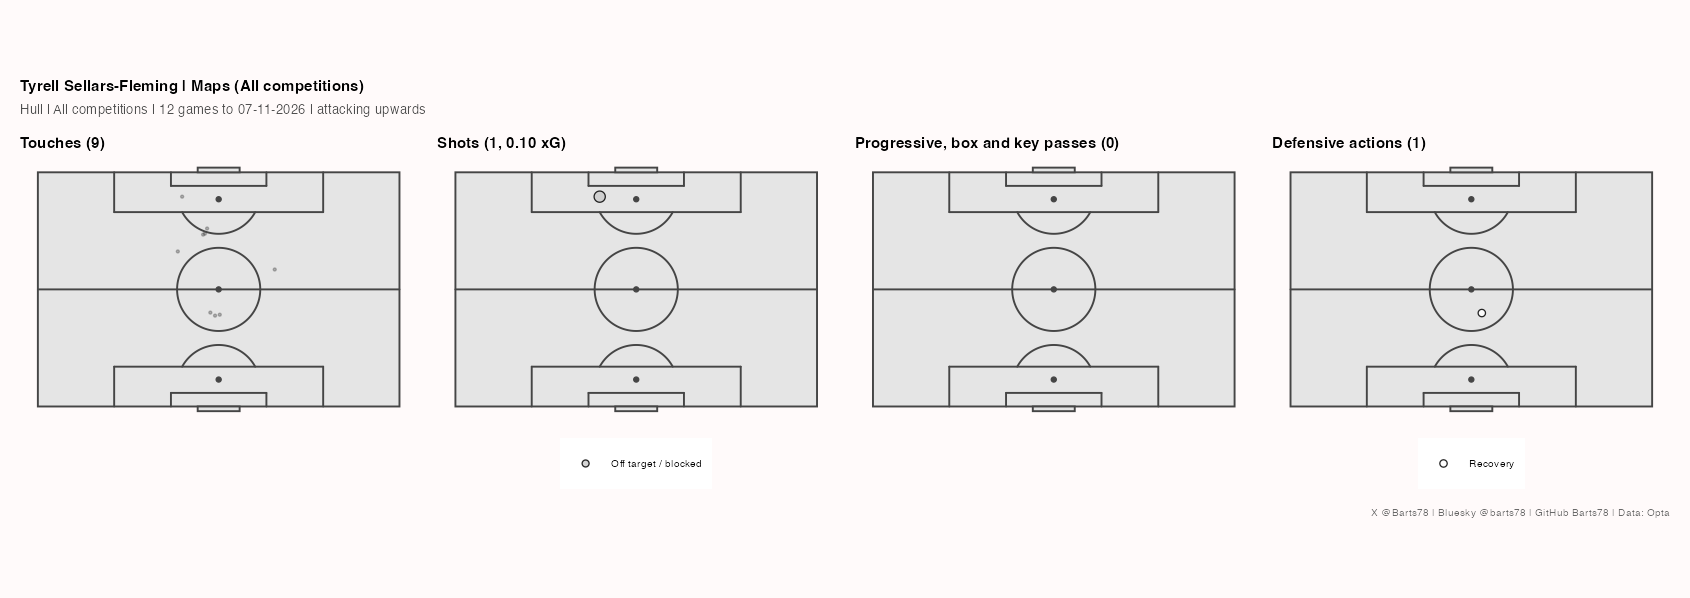 Tyrell Sellars-Fleming | Maps (All competitions)
Hull | All competitions | 12 games to 07-11-2026 | attacking upwards
Touches (9)
Shots (1, 0.10 xG)
Progressive, box and key passes (0)
Defensive actions (1)
Off target / blocked
Recovery
X @Barts78 | Bluesky @barts78 | GitHub Barts78 | Data: Opta